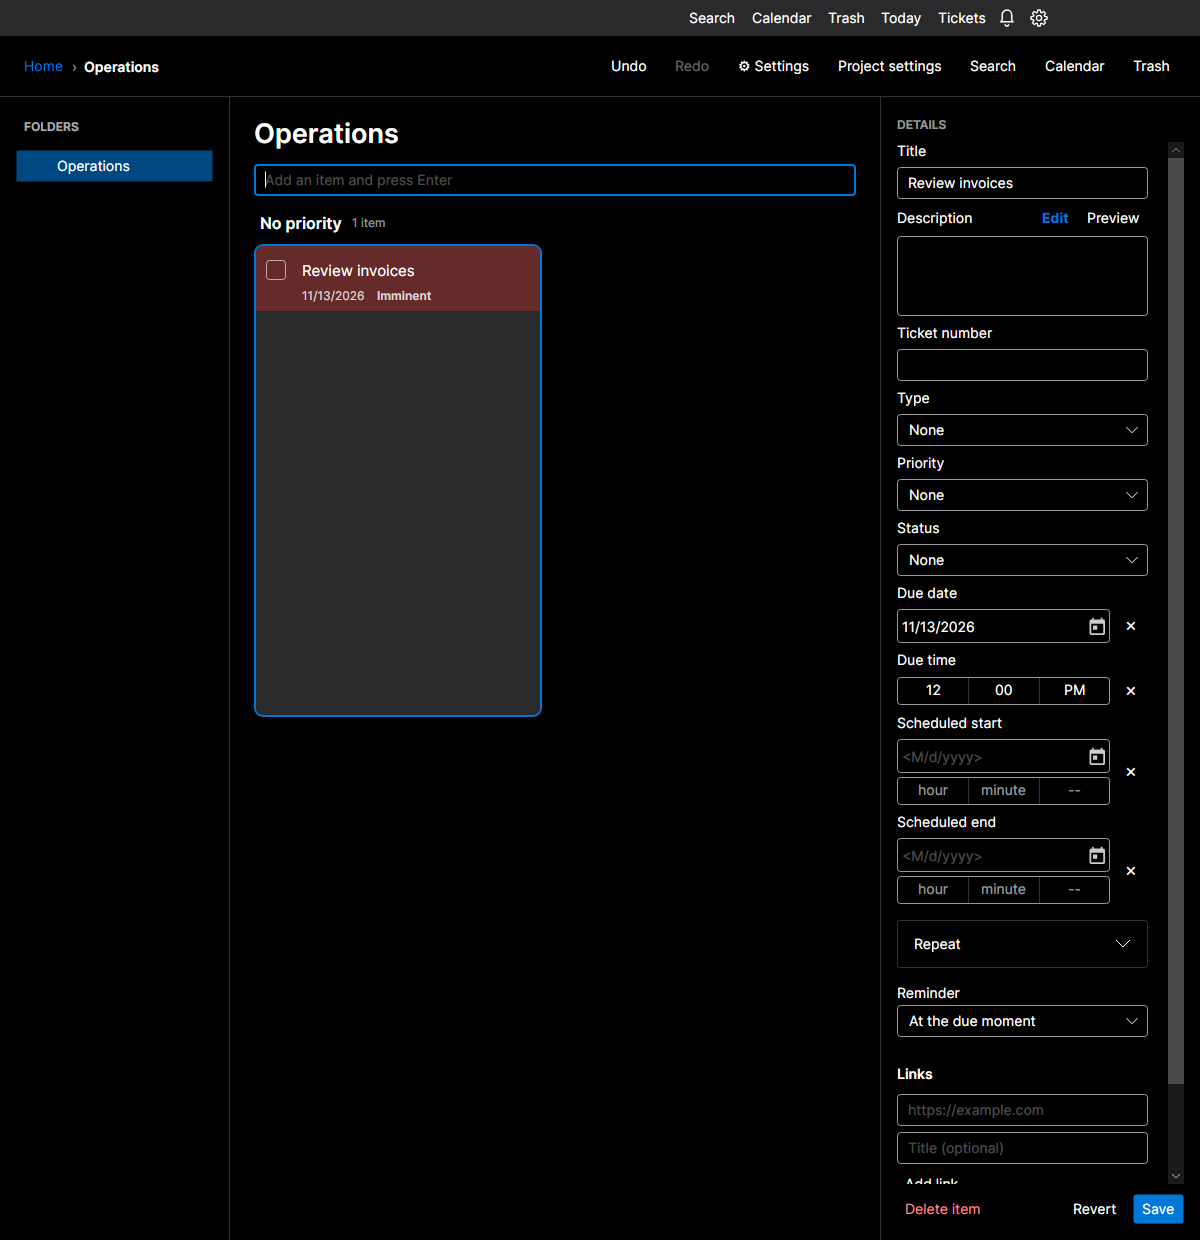 Search Calendar Trash Today Tickets
Home › Operations
Undo Redo Settings Project settings Search Calendar Trash
FOLDERS
Operations
Operations
Add an item and press Enter
No priority 1 item
Review invoices
11/13/2026 Imminent
DETAILS
Title
Review invoices
Description Edit Preview
Ticket number
Type
None
Priority
None
Status
None
Due date
11/13/2026
Due time
12 00 PM
Scheduled start
<M/d/yyyy>
hour minute --
Scheduled end
<M/d/yyyy>
hour minute --
Repeat
Reminder
At the due moment
Links
https://example.com
Title (optional)
Add link
Delete item Revert Save